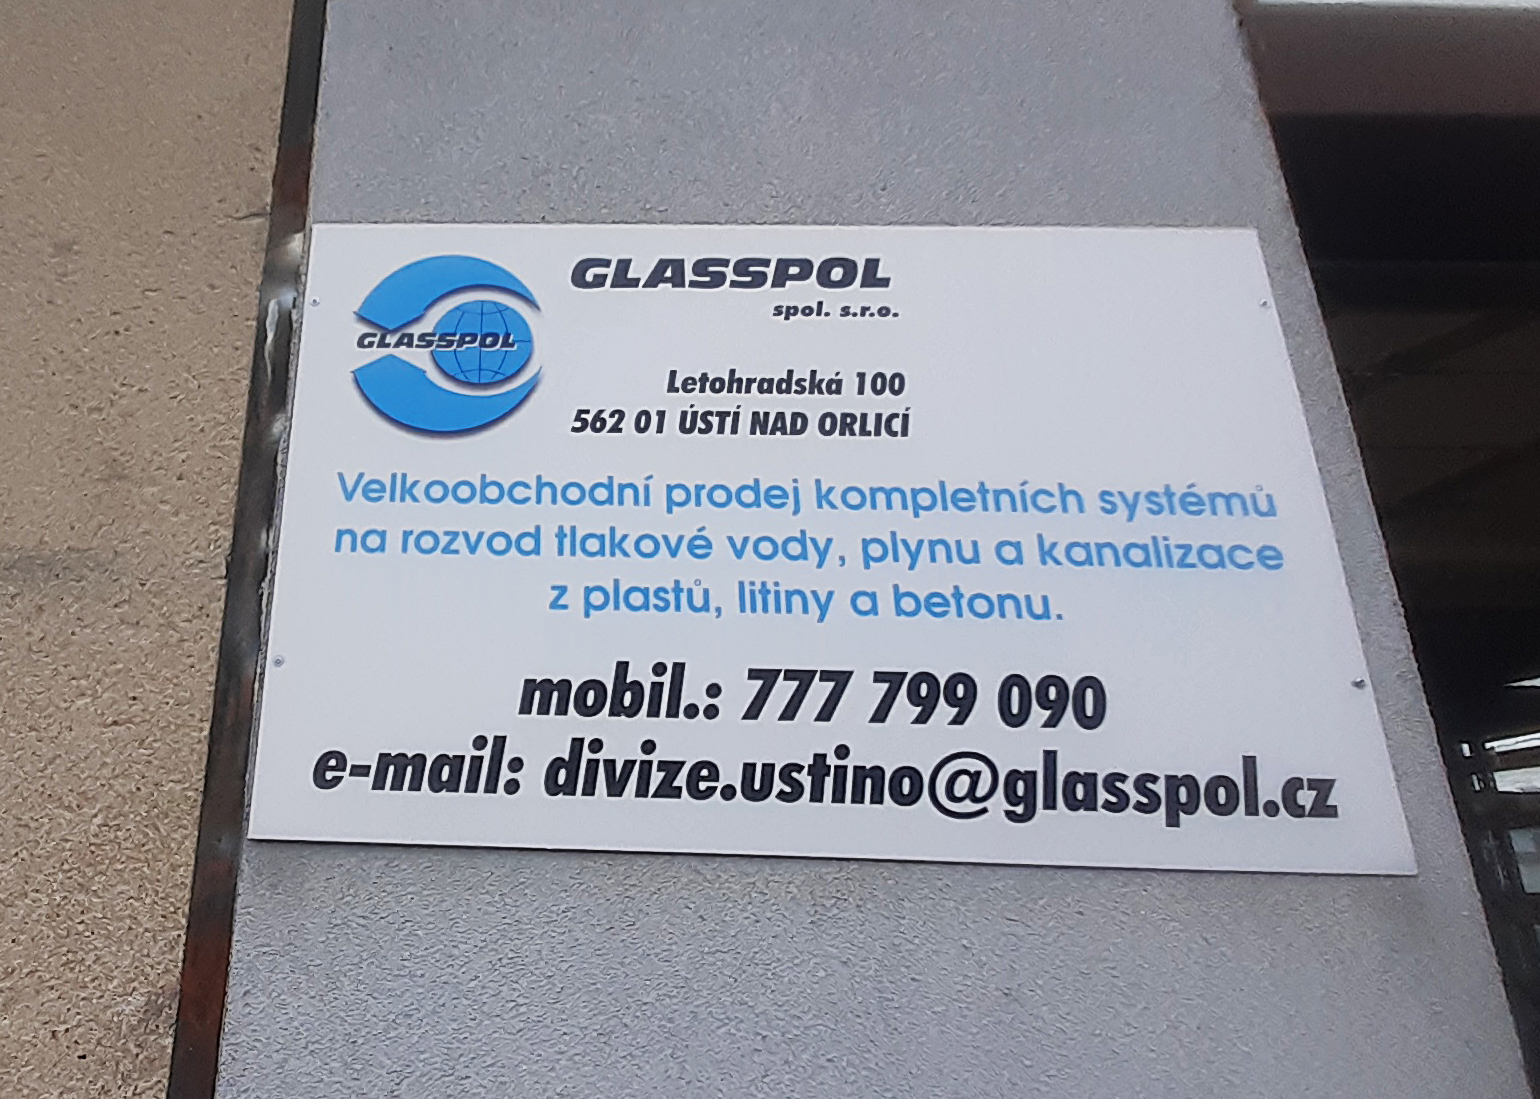 GLASSPOL
spol. s.r.o.
GLASSPOL
Letohradská 100
562 01 ÚSTÍ NAD ORLICÍ
Velkoobchodní prodej kompletních systémů
na rozvod tlakové vody, plynu a kanalizace
z plastů, litiny a betonu.
mobil.: 777 799 090
e-mail: divize.ustino@glasspol.cz